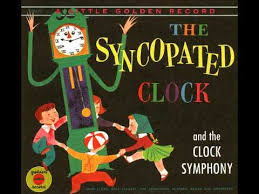 A LITTLE GOLDEN RECORD
THE
SYNCOPATED
CLOCK
and the
CLOCK
SYMPHONY